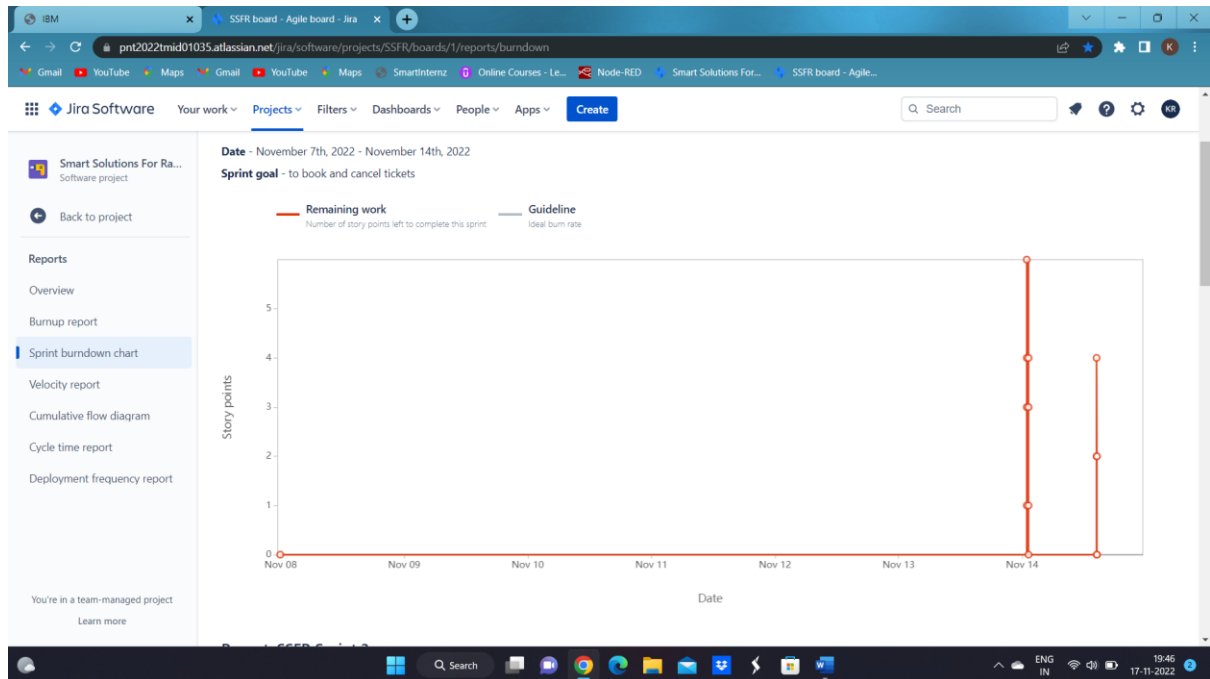 IBM
SSFR board - Agile board - Jira
pnt2022tmid01035.atlassian.net/jira/software/projects/SSFR/boards/1/reports/burndown
K
Gmail YouTube Maps Gmail YouTube Maps SmartInternz Online Courses - Le... Node-RED Smart Solutions For... SSFR board - Agile...
Jira Software Your work Projects Filters Dashboards People Apps Create Search KR
Smart Solutions For Ra...
Software project
Back to project
Reports
Overview
Burnup report
Sprint burndown chart
Velocity report
Cumulative flow diagram
Cycle time report
Deployment frequency report
You're in a team-managed project
Learn more
Date - November 7th, 2022 - November 14th, 2022
Sprint goal - to book and cancel tickets
Remaining work
Number of story points left to complete this sprint
Guideline
Ideal burn rate
Story points
5
4
3
2
1
0
Nov 08 Nov 09 Nov 10 Nov 11 Nov 12 Nov 13 Nov 14
Date
Search
ENG
IN
19:46
17-11-2022
2